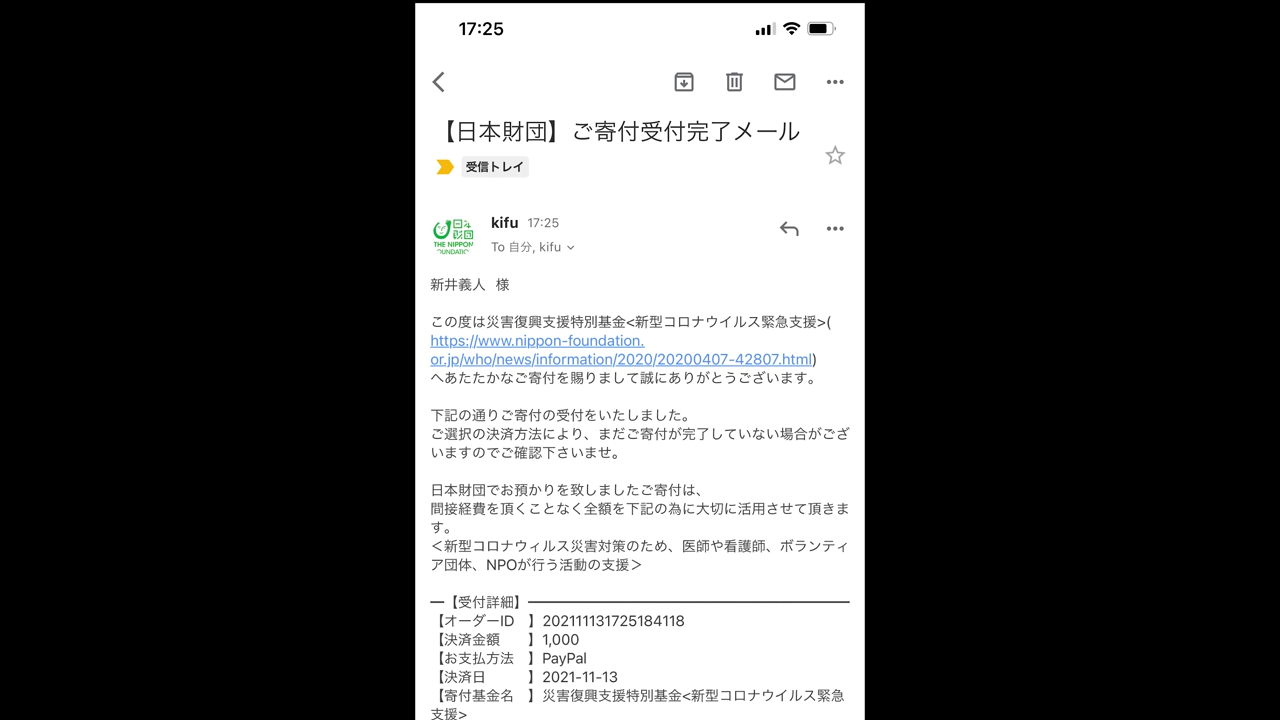 17:25
【日本財団】ご寄付受付完了メール
受信トレイ
kifu 17:25
To 自分, kifu
日本財団
THE NIPPON
FOUNDATION
新井義人 様
この度は災害復興支援特別基金<新型コロナウイルス緊急支援>(
https://www.nippon-foundation.
or.jp/who/news/information/2020/20200407-42807.html)
へあたたかなご寄付を賜りまして誠にありがとうございます。
下記の通りご寄付の受付をいたしました。
ご選択の決済方法により、まだご寄付が完了していない場合がござ
いますのでご確認下さいませ。
日本財団でお預かりを致しましたご寄付は、
間接経費を頂くことなく全額を下記の為に大切に活用させて頂きま
す。
＜新型コロナウィルス災害対策のため、医師や看護師、ボランティ
ア団体、NPOが行う活動の支援＞
―【受付詳細】―――――――――――――――――――――――
【オーダーID　】202111131725184118
【決済金額　　】1,000
【お支払方法　】PayPal
【決済日　　　】2021-11-13
【寄付基金名　】災害復興支援特別基金<新型コロナウイルス緊急
支援>